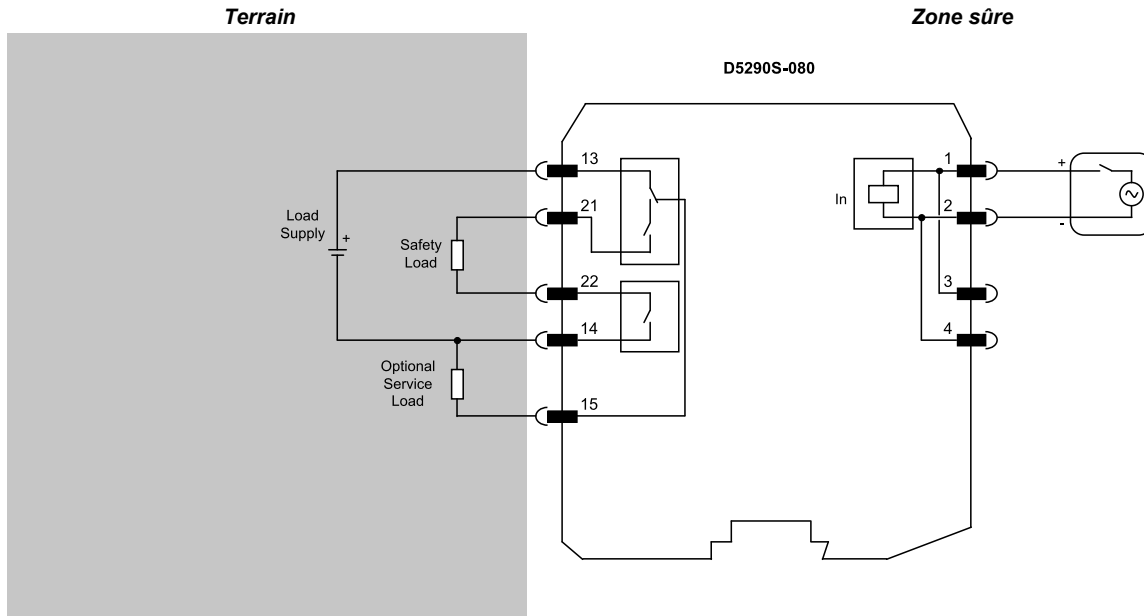 Terrain
Zone sûre
D5290S-080
13
21
22
14
15
Load
Supply
+
Safety
Load
Optional
Service
Load
In
1
2
3
4
+
-